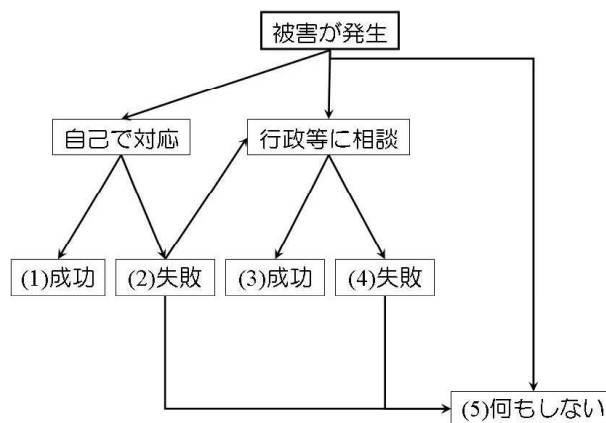 被害が発生
自己で対応
行政等に相談
(1)成功
(2)失敗
(3)成功
(4)失敗
(5)何もしない